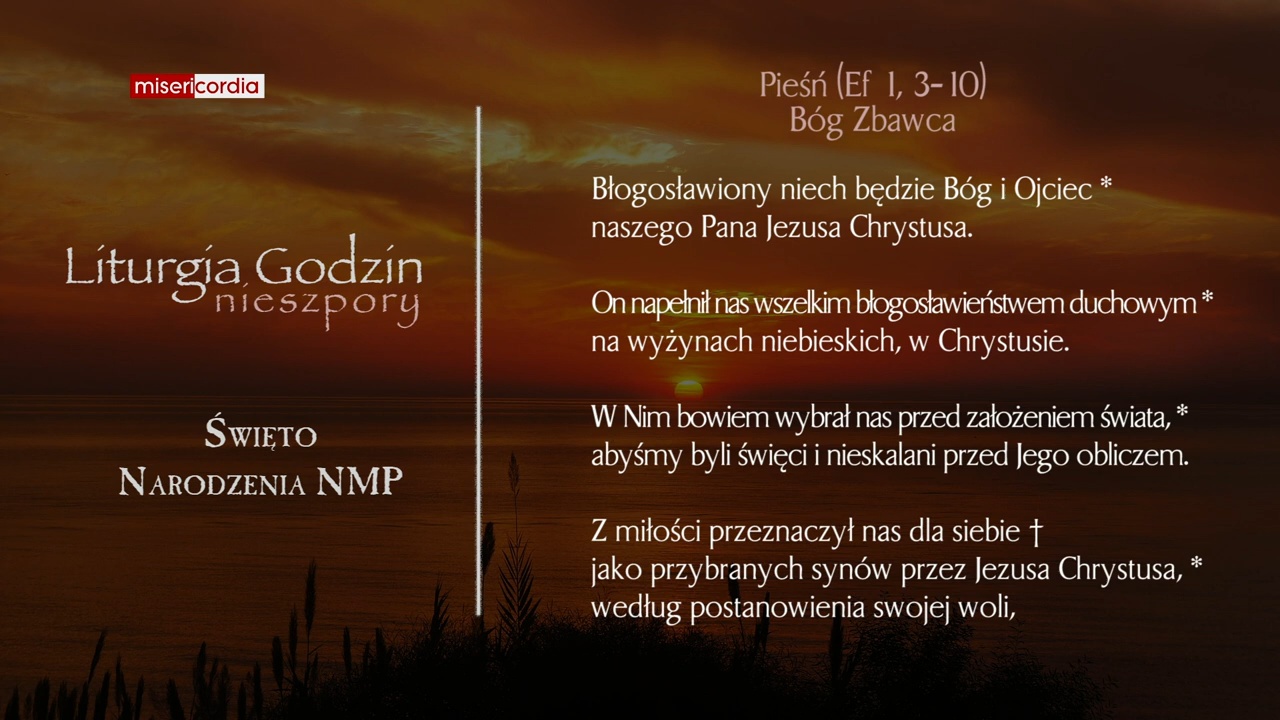 misericordia
Liturgia Godzin
nieszpory
Święto
Narodzenia NMP
Pieśń (Ef 1, 3-10)
Bóg Zbawca
Błogosławiony niech będzie Bóg i Ojciec *
naszego Pana Jezusa Chrystusa.
On napełnił nas wszelkim błogosławieństwem duchowym *
na wyżynach niebieskich, w Chrystusie.
W Nim bowiem wybrał nas przed założeniem świata, *
abyśmy byli święci i nieskalani przed Jego obliczem.
Z miłości przeznaczył nas dla siebie †
jako przybranych synów przez Jezusa Chrystusa, *
według postanowienia swojej woli,